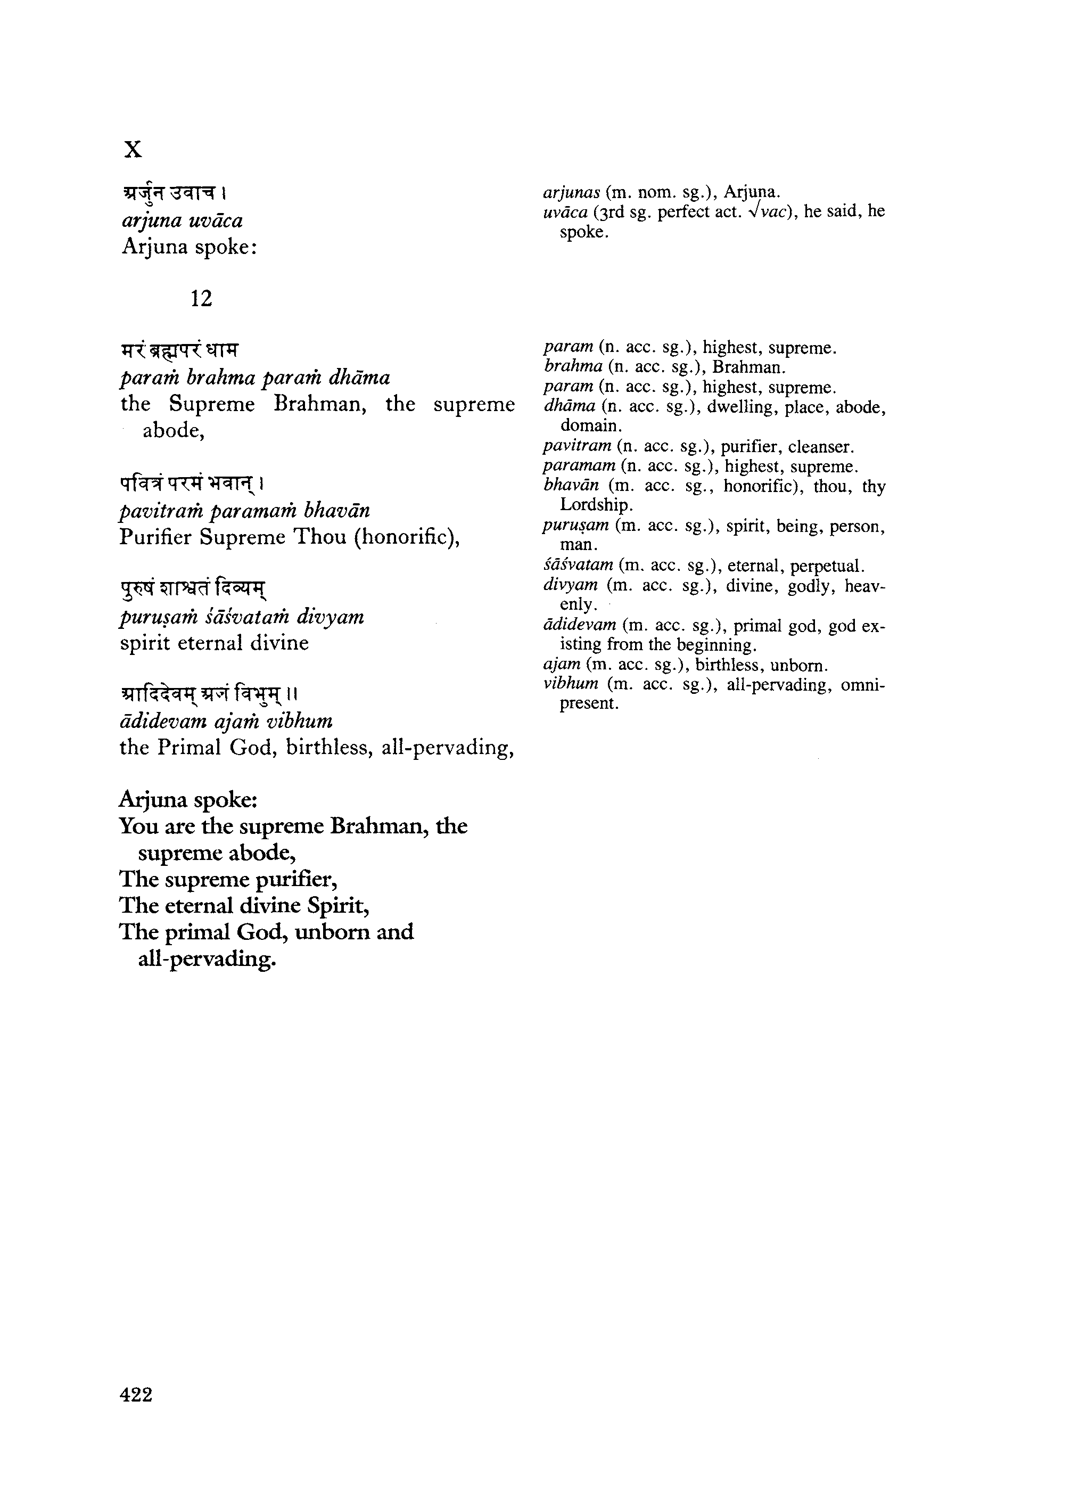 X
अर्जुन उवाच ।
arjuna uvāca
Arjuna spoke:
12
मरं ब्रह्मपरं धाम
paraṁ brahma paraṁ dhāma
the Supreme Brahman, the supreme
abode,
पवित्रं परमं भवान् ।
pavitraṁ paramaṁ bhavān
Purifier Supreme Thou (honorific),
पुरुषं शाश्वतं दिव्यम्
puruṣaṁ śāśvataṁ divyam
spirit eternal divine
आदिदेवम् अजं विभुम् ॥
ādidevam ajaṁ vibhum
the Primal God, birthless, all-pervading,
Arjuna spoke:
You are the supreme Brahman, the
supreme abode,
The supreme purifier,
The eternal divine Spirit,
The primal God, unborn and
all-pervading.
arjunas (m. nom. sg.), Arjuna.
uvāca (3rd sg. perfect act. √vac), he said, he
spoke.
param (n. acc. sg.), highest, supreme.
brahma (n. acc. sg.), Brahman.
param (n. acc. sg.), highest, supreme.
dhāma (n. acc. sg.), dwelling, place, abode,
domain.
pavitram (n. acc. sg.), purifier, cleanser.
paramam (n. acc. sg.), highest, supreme.
bhavān (m. acc. sg., honorific), thou, thy
Lordship.
puruṣam (m. acc. sg.), spirit, being, person,
man.
śāśvatam (m. acc. sg.), eternal, perpetual.
divyam (m. acc. sg.), divine, godly, heav-
enly.
ādidevam (m. acc. sg.), primal god, god ex-
isting from the beginning.
ajam (m. acc. sg.), birthless, unborn.
vibhum (m. acc. sg.), all-pervading, omni-
present.
422